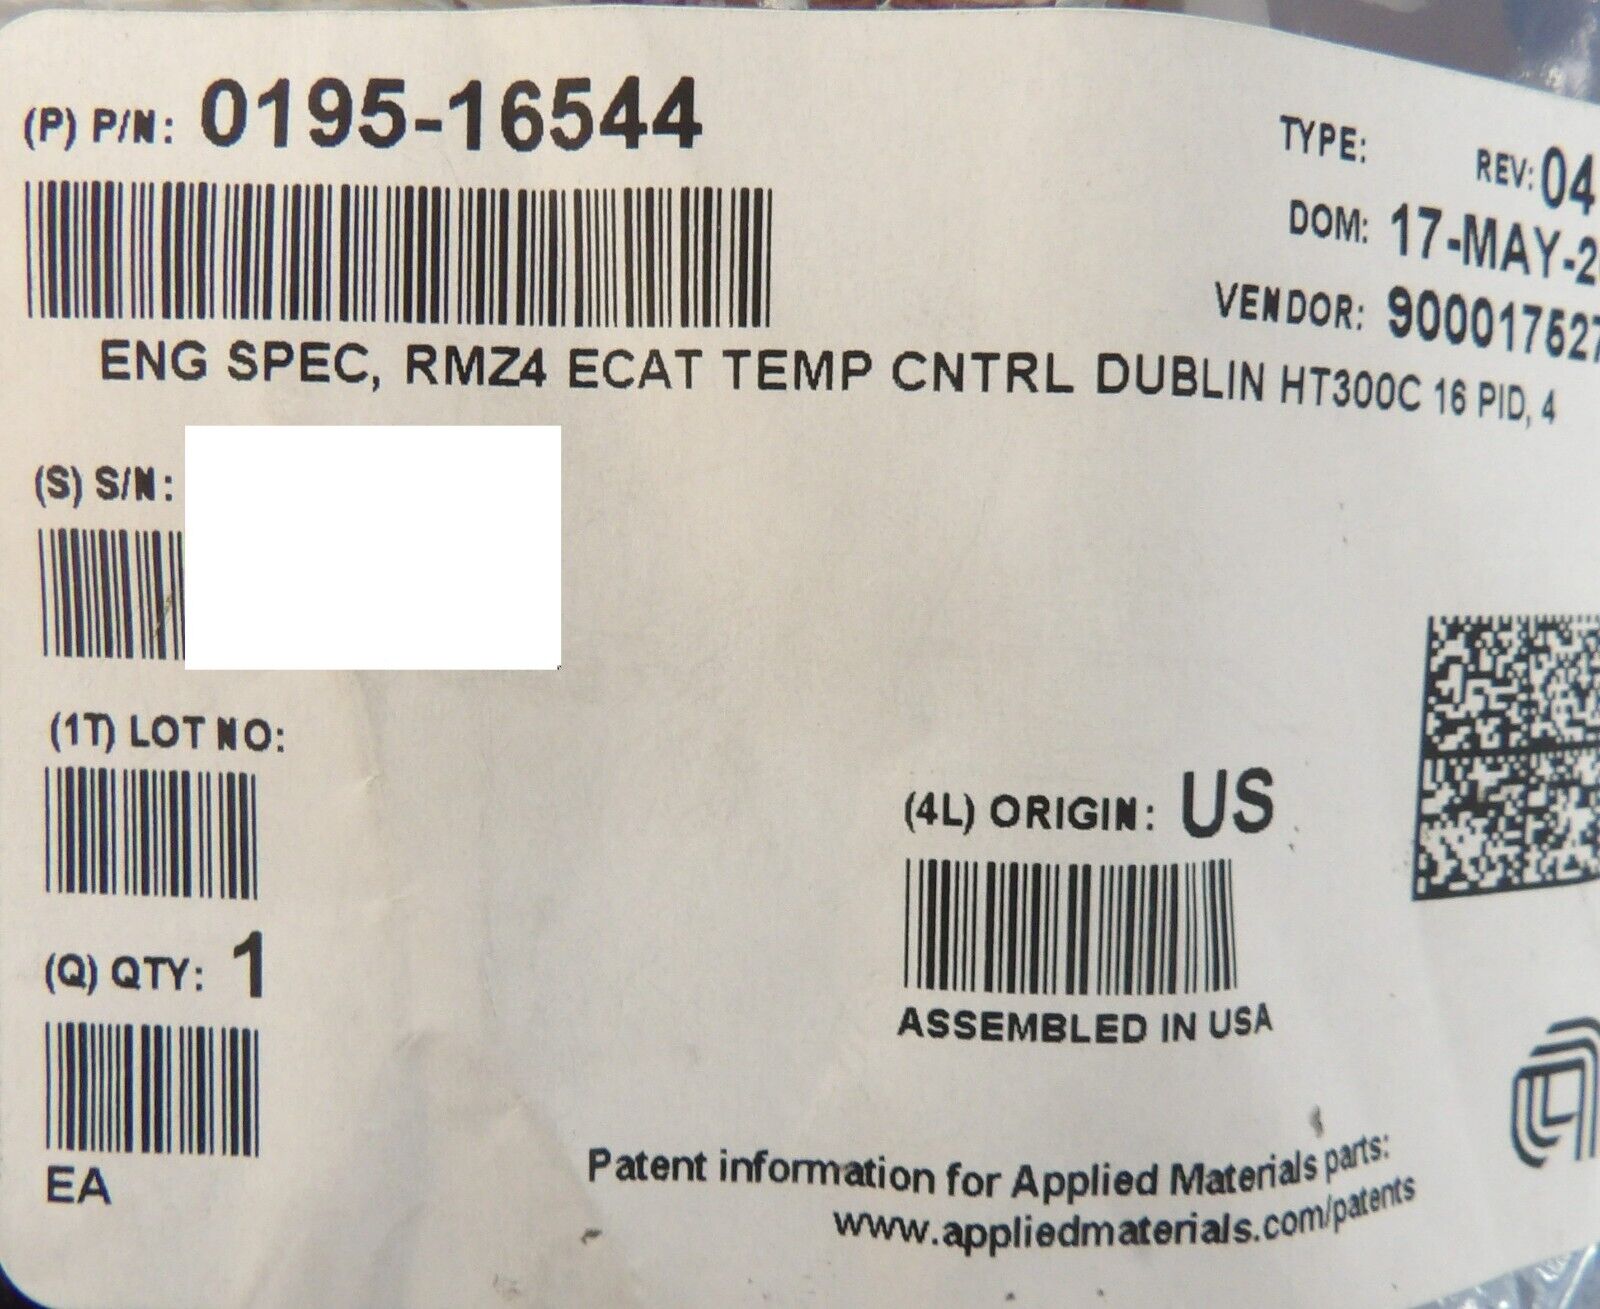 (P) P/N: 0195-16544
TYPE: REV: 04
DOM: 17-MAY-2
VENDOR: 900017627
ENG SPEC, RMZ4 ECAT TEMP CNTRL DUBLIN HT300C 16 PID, 4
(S) S/N:
(1T) LOT NO:
(4L) ORIGIN: US
(Q) QTY: 1
ASSEMBLED IN USA
EA
Patent information for Applied Materials parts:
www.appliedmaterials.com/patents